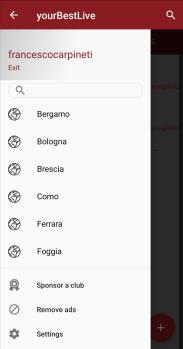 yourBestLive
francescocarpineti
Exit
Bergamo
Bologna
Brescia
Como
Ferrara
Foggia
Sponsor a club
Remove ads
Settings